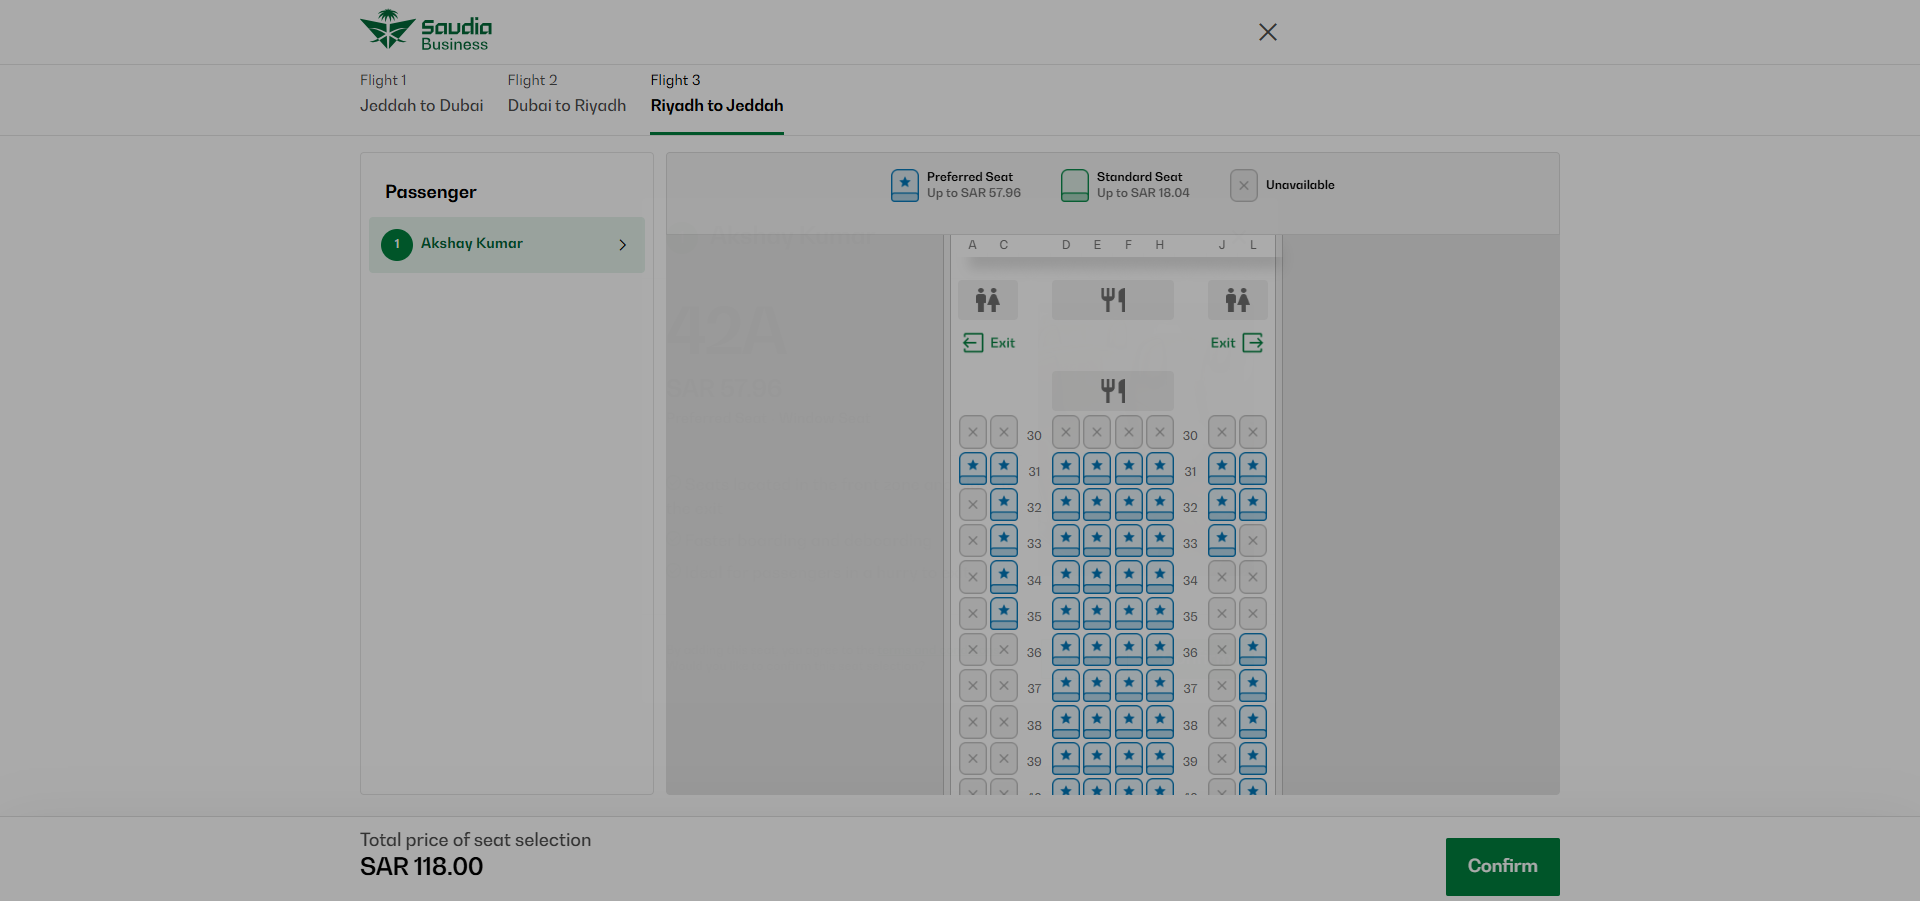 Saudia
Business
Flight 1
Jeddah to Dubai
Flight 2
Dubai to Riyadh
Flight 3
Riyadh to Jeddah
Passenger
1 Akshay Kumar
Preferred Seat
Up to SAR 57.96
Standard Seat
Up to SAR 18.04
Unavailable
A C D E F H J L
Exit
Exit
30 30
31 31
32 32
33 33
34 34
35 35
36 36
37 37
38 38
39 39
42A
Total price of seat selection
SAR 118.00
Confirm